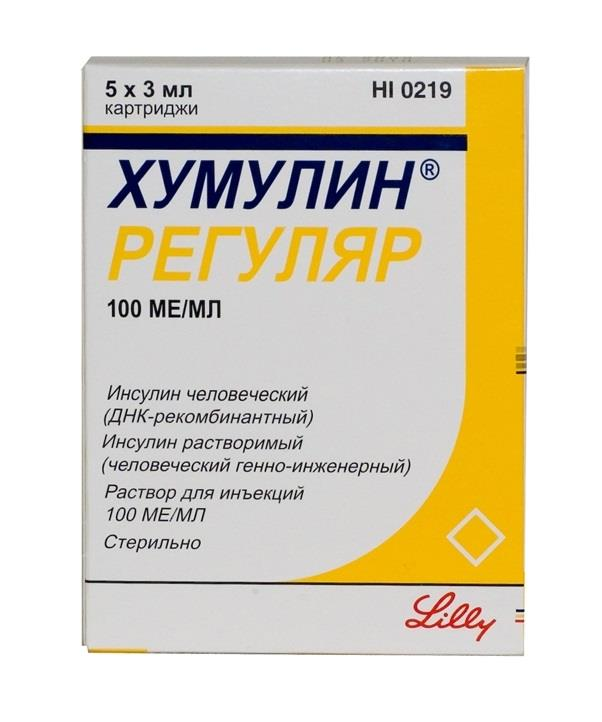 5 х 3 мл
картриджи
HI 0219
ХУМУЛИН®
РЕГУЛЯР
100 МЕ/МЛ
Инсулин человеческий
(ДНК-рекомбинантный)
Инсулин растворимый
(человеческий генно-инженерный)
Раствор для инъекций
100 МЕ/МЛ
Стерильно
Lilly